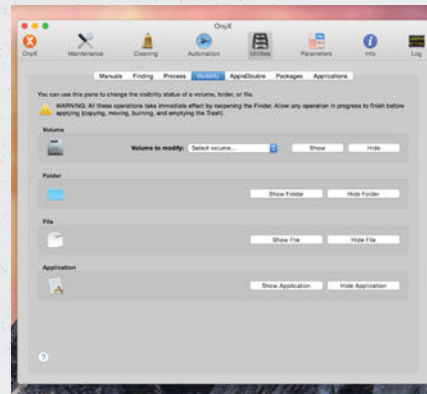 OnyX
OnyX Maintenance Cleaning Automation Utilities Parameters Info Log
Manuals Finding Process Visibility AppleDouble Packages Applications
You can use this pane to change the visibility status of a volume, folder, or file.
WARNING: All these operations take immediate effect by reopening the Finder. Allow any operation in progress to finish before
applying (copying, moving, burning, and emptying the Trash).
Volume
Volume to modify: Select volume... Show Hide
Folder
Show Folder Hide Folder
File
Show File Hide File
Application
Show Application Hide Application
?